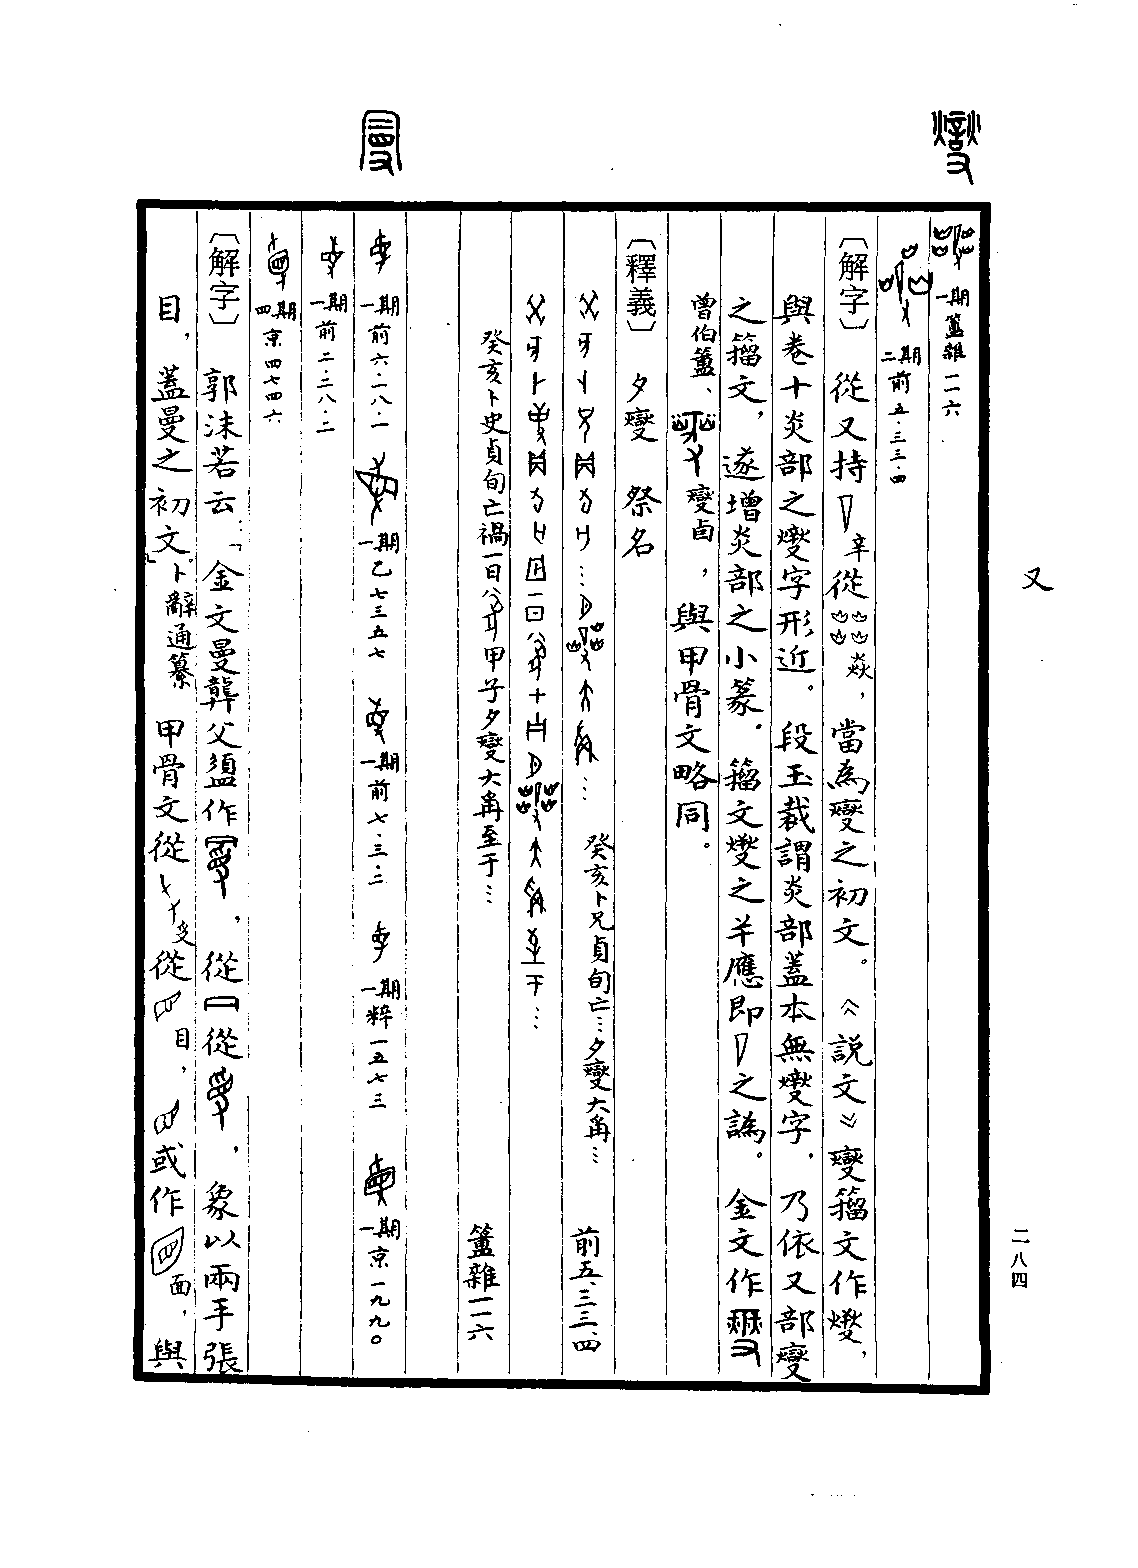 又
二八四
燮
一期簠雜一一六
二期前五·三三·四
〔解字〕從又持辛從焱,當為燮之初文。《說文》燮籀文作燮,
與卷十炎部之燮字形近。段玉裁謂炎部蓋本無燮字,乃依又部燮
之籀文,遂增炎部之小篆。籀文燮之羊應即之譌。金文作
曾伯簠、燮卣,與甲骨文略同。
〔釋義〕夕燮 祭名
癸亥卜兄貞旬亡…夕燮大再… 前五、三三、四
癸亥卜史貞旬亡禍一日甲子夕燮大再至于… 簠雜一一六
曼
一期前六·二八·一 一期乙七三五七 一期前七·三·二 一期粹一五七三 一期京一九九〇
一期前二·二八·二
四期京四七四六
〔解字〕郭沫若云:「金文曼龏父盨作,從從,象以兩手張
目,蓋曼之初文。」卜辭通纂 甲骨文從受從目,或作面,與